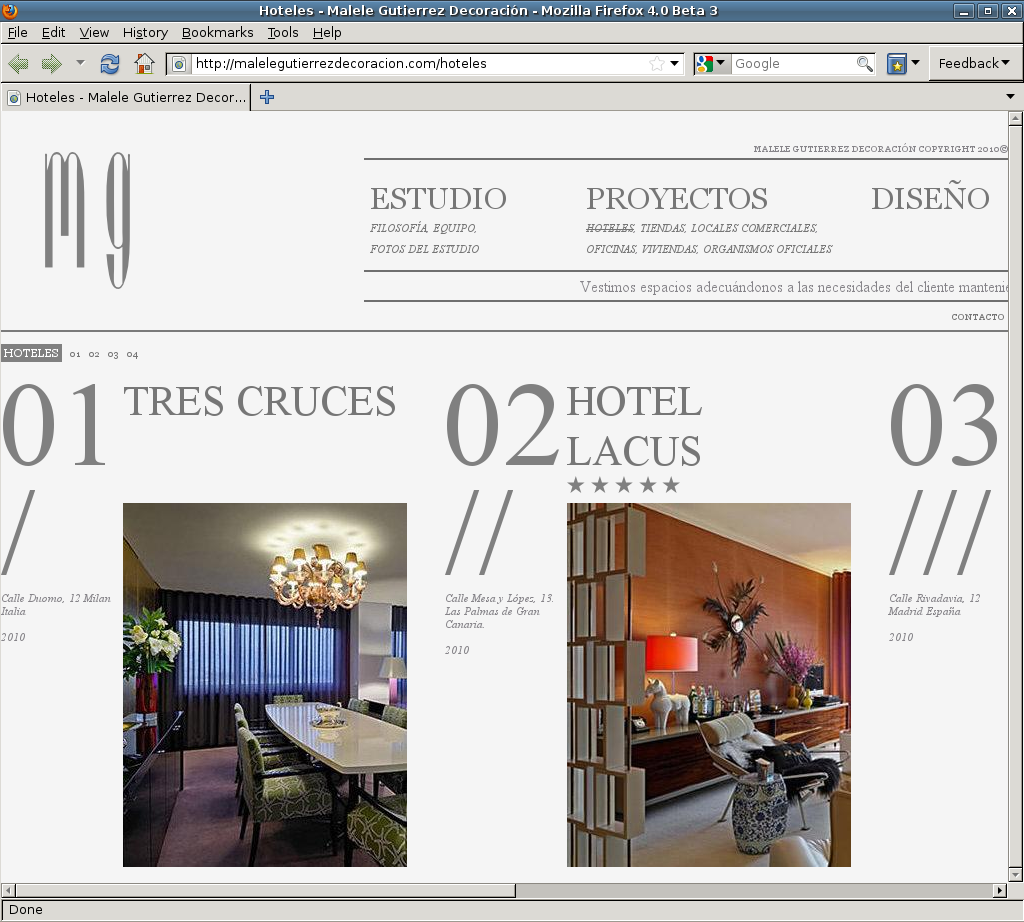 Hoteles - Malele Gutierrez Decoración - Mozilla Firefox 4.0 Beta 3
File Edit View History Bookmarks Tools Help
http://malelegutierrezdecoracion.com/hoteles
Google
Feedback
Hoteles - Malele Gutierrez Decor...
MALELE GUTIERREZ DECORACIÓN COPYRIGHT 2010©
m g
ESTUDIO PROYECTOS DISEÑO
FILOSOFÍA, EQUIPO,
FOTOS DEL ESTUDIO
HOTELES, TIENDAS, LOCALES COMERCIALES,
OFICINAS, VIVIENDAS, ORGANISMOS OFICIALES
Vestimos espacios adecuándonos a las necesidades del cliente mantenie
CONTACTO
HOTELES 01 02 03 04
01 TRES CRUCES
/
Calle Duomo, 12 Milan
Italia
2010
02 HOTEL
LACUS
★★★★★
//
Calle Mesa y López, 13.
Las Palmas de Gran
Canaria.
2010
03
///
Calle Rivadavia, 12
Madrid España
2010
Done